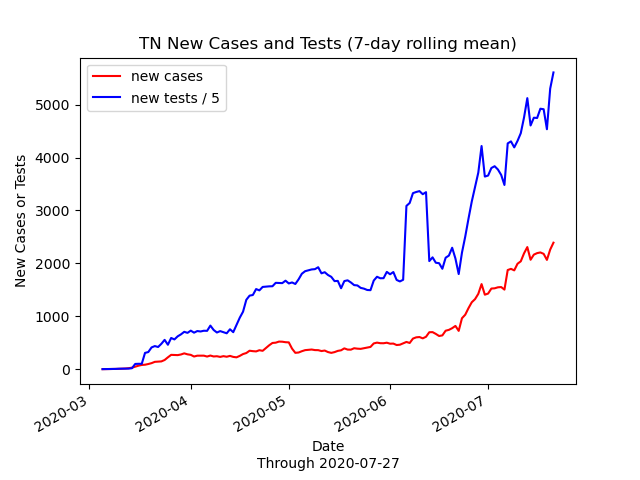 TN New Cases and Tests (7-day rolling mean)
new cases
new tests / 5
New Cases or Tests
5000
4000
3000
2000
1000
0
2020-03
2020-04
2020-05
2020-06
2020-07
Date
Through 2020-07-27